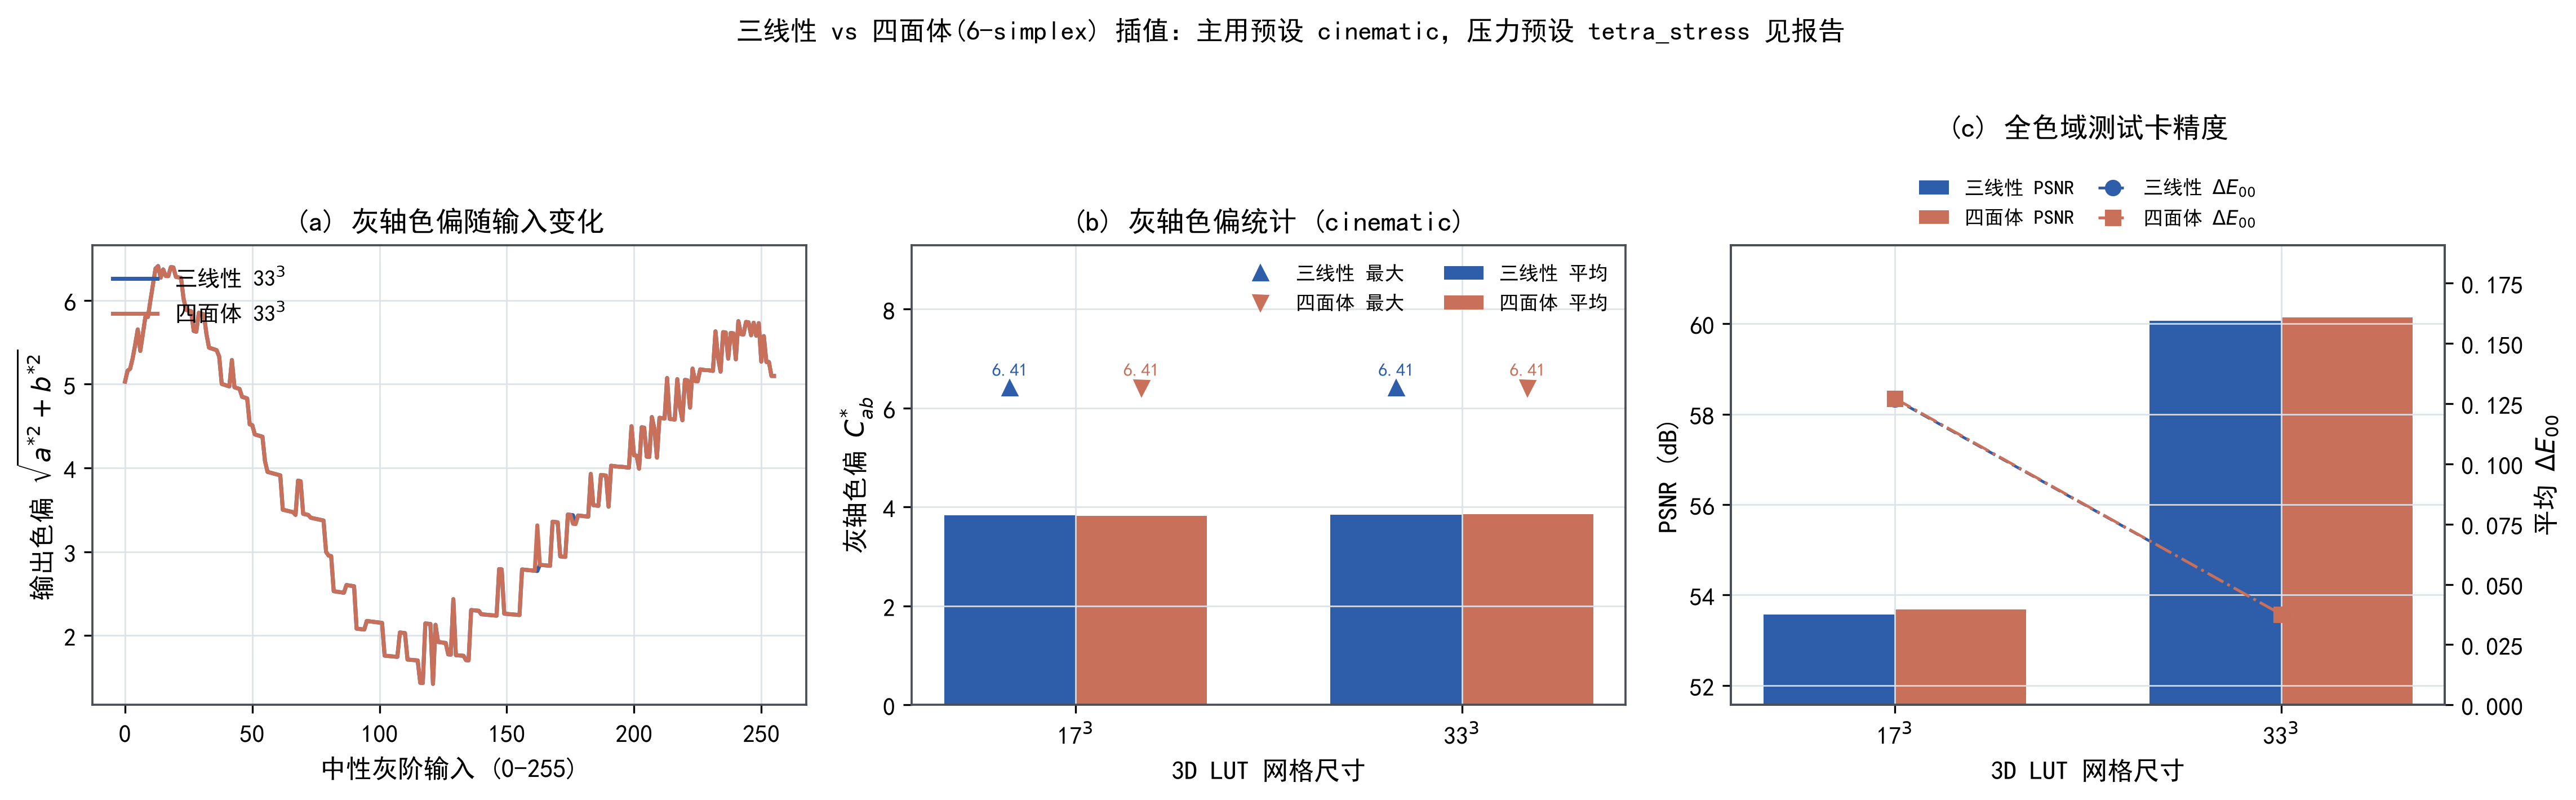 三线性 vs 四面体(6-simplex) 插值: 主用预设 cinematic, 压力预设 tetra_stress 见报告
(a) 灰轴色偏随输入变化
三线性 33³
四面体 33³
输出色偏 √a*² + b*²
6
5
4
3
2
0 50 100 150 200 250
中性灰阶输入 (0-255)
(b) 灰轴色偏统计 (cinematic)
三线性 最大 三线性 平均
四面体 最大 四面体 平均
灰轴色偏 C*ab
8
6
4
2
0
6.41 6.41 6.41 6.41
17³ 33³
3D LUT 网格尺寸
(c) 全色域测试卡精度
三线性 PSNR 三线性 ΔE₀₀
四面体 PSNR 四面体 ΔE₀₀
PSNR (dB)
60
58
56
54
52
0.175
0.150
0.125
0.100
0.075
0.050
0.025
0.000
平均 ΔE₀₀
17³ 33³
3D LUT 网格尺寸